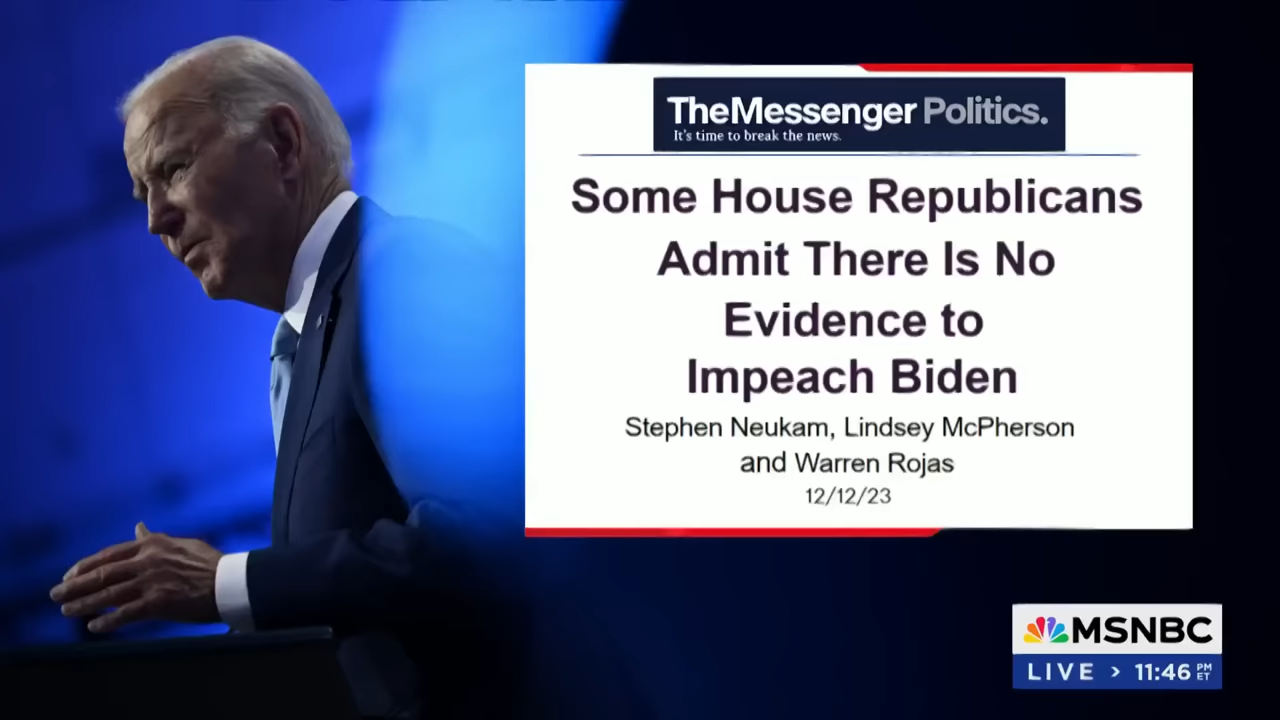 TheMessenger Politics.
It's time to break the news.
Some House Republicans
Admit There Is No
Evidence to
Impeach Biden
Stephen Neukam, Lindsey McPherson
and Warren Rojas
12/12/23
MSNBC
LIVE > 11:46 PM ET